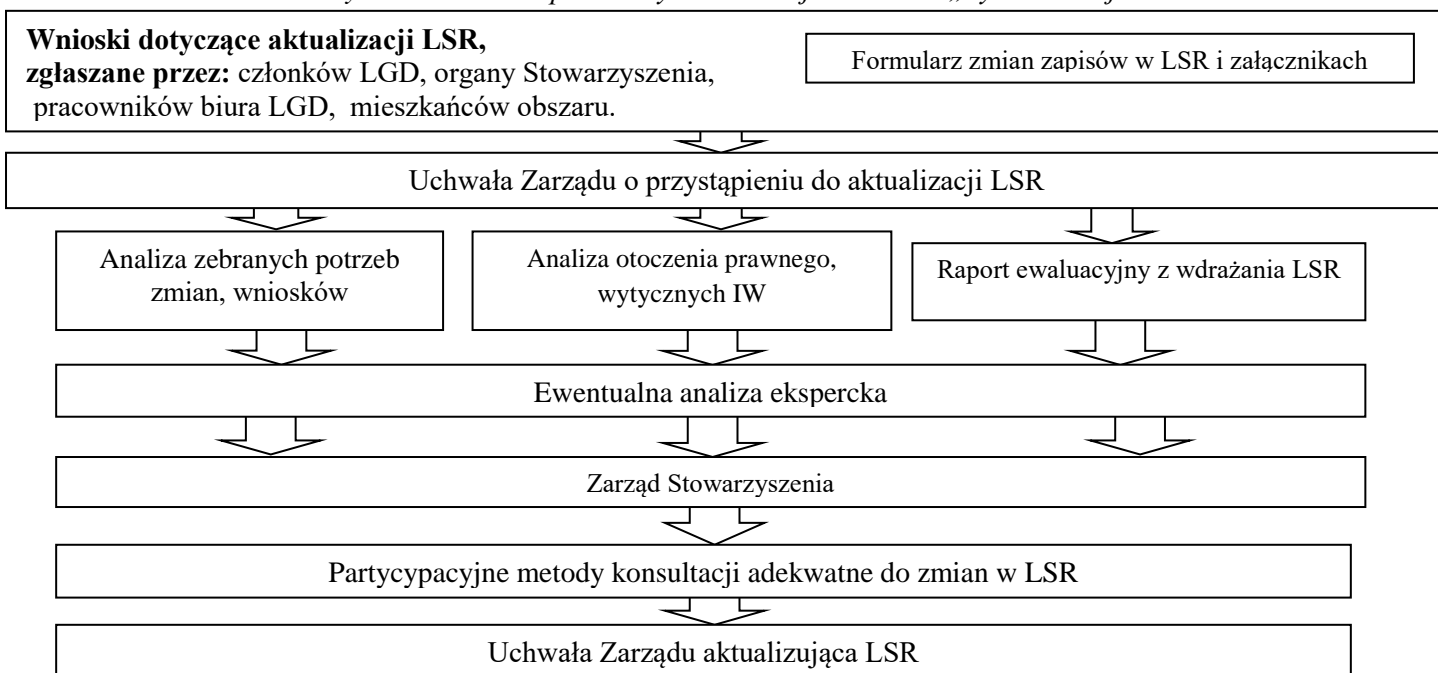 Wnioski dotyczące aktualizacji LSR,
zgłaszane przez: członków LGD, organy Stowarzyszenia,
pracowników biura LGD, mieszkańców obszaru.
Formularz zmian zapisów w LSR i załącznikach
Uchwała Zarządu o przystąpieniu do aktualizacji LSR
Analiza zebranych potrzeb
zmian, wniosków
Analiza otoczenia prawnego,
wytycznych IW
Raport ewaluacyjny z wdrażania LSR
Ewentualna analiza ekspercka
Zarząd Stowarzyszenia
Partycypacyjne metody konsultacji adekwatne do zmian w LSR
Uchwała Zarządu aktualizująca LSR